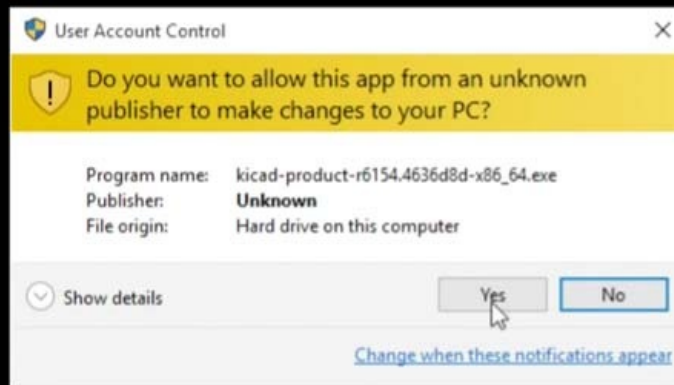 User Account Control
Do you want to allow this app from an unknown
publisher to make changes to your PC?
Program name: kicad-product-r6154.4636d8d-x86_64.exe
Publisher: Unknown
File origin: Hard drive on this computer
Show details
Yes
No
Change when these notifications appear